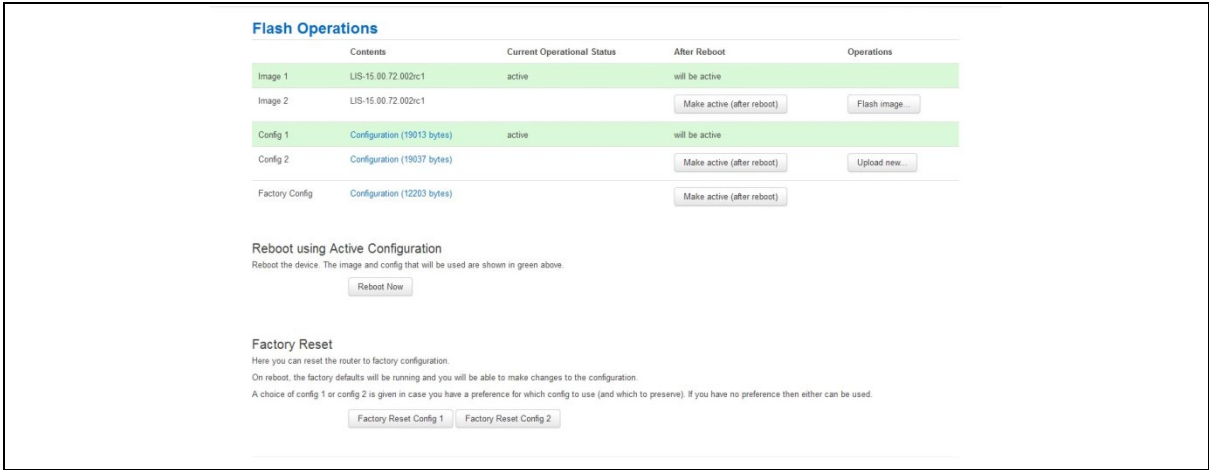 Flash Operations
Contents Current Operational Status After Reboot Operations
Image 1 LIS-15.00.72.002rc1 active will be active
Image 2 LIS-15.00.72.002rc1 Make active (after reboot) Flash image...
Config 1 Configuration (19013 bytes) active will be active
Config 2 Configuration (19037 bytes) Make active (after reboot) Upload new...
Factory Config Configuration (12203 bytes) Make active (after reboot)
Reboot using Active Configuration
Reboot the device. The image and config that will be used are shown in green above.
Reboot Now
Factory Reset
Here you can reset the router to factory configuration.
On reboot, the factory defaults will be running and you will be able to make changes to the configuration.
A choice of config 1 or config 2 is given in case you have a preference for which config to use (and which to preserve). If you have no preference then either can be used.
Factory Reset Config 1 Factory Reset Config 2